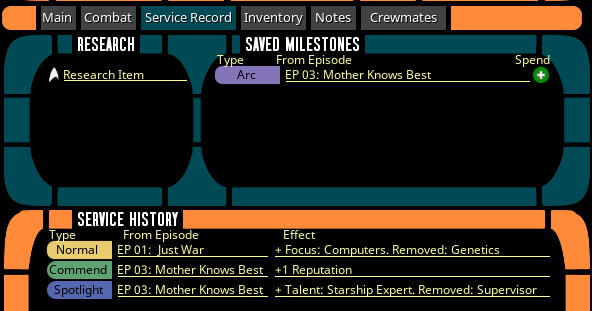 Main Combat Service Record Inventory Notes Crewmates
RESEARCH
SAVED MILESTONES
Type From Episode Spend
Research Item
Arc EP 03: Mother Knows Best
SERVICE HISTORY
Type From Episode Effect
Normal EP 01: Just War + Focus: Computers. Removed: Genetics
Commend EP 03: Mother Knows Best +1 Reputation
Spotlight EP 03: Mother Knows Best + Talent: Starship Expert. Removed: Supervisor